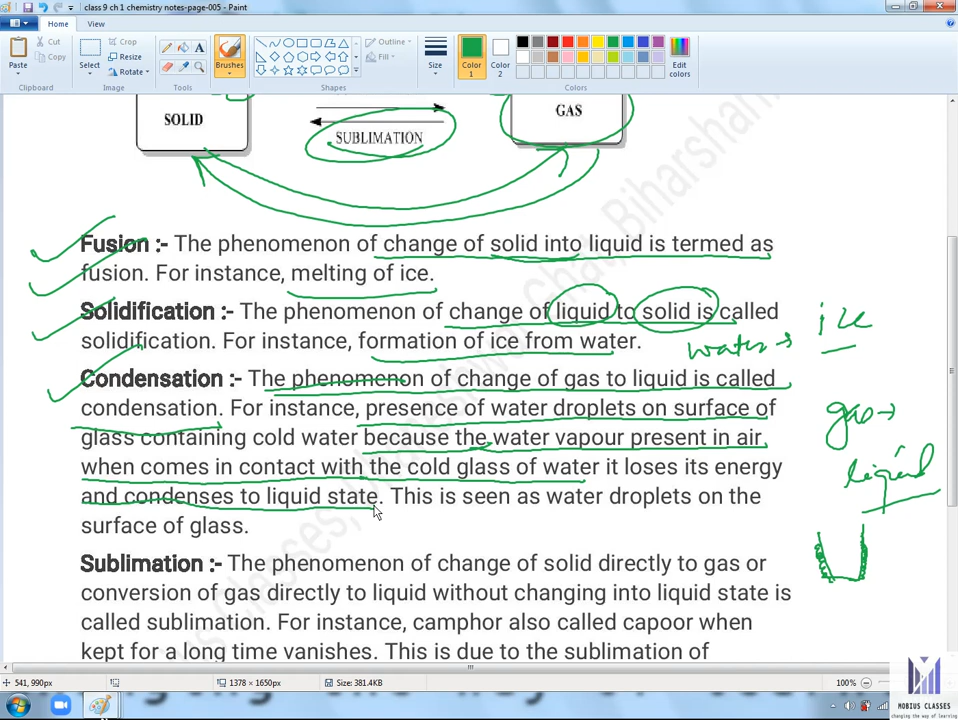 class 9 ch 1 chemistry notes-page-005 - Paint
Home
View
Paste
Cut
Copy
Clipboard
Select
Crop
Resize
Rotate
Image
A
Tools
Brushes
Outline
Fill
Shapes
Size
Color 1
Color 2
Edit colors
Colors
SOLID
SUBLIMATION
GAS
Fusion :- The phenomenon of change of solid into liquid is termed as
fusion. For instance, melting of ice.
Solidification :- The phenomenon of change of liquid to solid is called
solidification. For instance, formation of ice from water.
water → ice
Condensation :- The phenomenon of change of gas to liquid is called
condensation. For instance, presence of water droplets on surface of
glass containing cold water because the water vapour present in air
when comes in contact with the cold glass of water it loses its energy
and condenses to liquid state. This is seen as water droplets on the
surface of glass.
gas →
liquid
Sublimation :- The phenomenon of change of solid directly to gas or
conversion of gas directly to liquid without changing into liquid state is
called sublimation. For instance, camphor also called capoor when
kept for a long time vanishes. This is due to the sublimation of
541, 990px
1378 × 1650px
Size: 381.4KB
100%
MOBIUS CLASSES
changing the way of learning